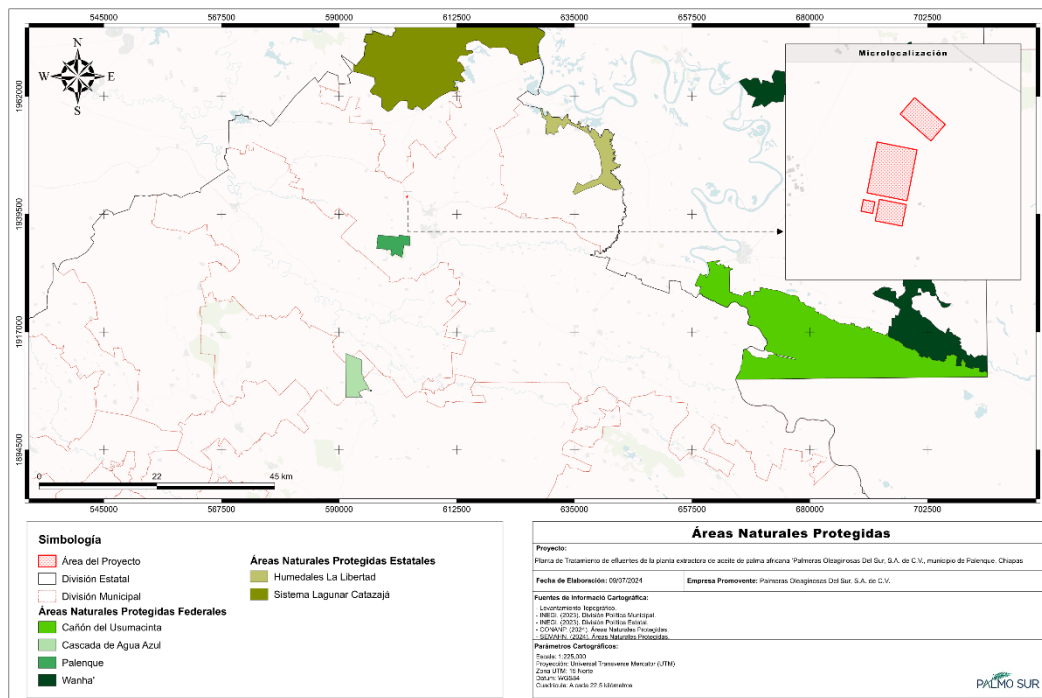 545000 567500 590000 612500 635000 657500 680000 702500
N
W E
S
Microlocalización
1962000
1939500
1917000
1894500
0 22 45 km
545000 567500 590000 612500 635000 657500 680000 702500
Simbología
Área del Proyecto
División Estatal
División Municipal
Áreas Naturales Protegidas Federales
Cañón del Usumacinta
Cascada de Agua Azul
Palenque
Wanha'
Áreas Naturales Protegidas Estatales
Humedales La Libertad
Sistema Lagunar Catazajá
Áreas Naturales Protegidas
Proyecto:
Planta de Tratamiento de efluentes de la planta extractora de aceite de palma africana "Palmeras Oleaginosas Del Sur, S.A. de C.V., municipio de Palenque, Chiapas
Fecha de Elaboración: 09/07/2024
Empresa Promovente: Palmeras Oleaginosas Del Sur, S.A. de C.V.
Fuentes de Informació Cartográfica:
- Levantamiento Topográfico.
- INEGI. (2023). División Política Municipal.
- INEGI. (2023). División Política Estatal.
- CONANP. (2024). Áreas Naturales Protegidas.
- SEMAHN. (2024). Áreas Naturales Protegidas.
Parámetros Cartográficos:
Escala: 1:225,000
Proyección: Universal Transverse Mercator (UTM)
Zona UTM: 15 Norte
Datum: WGS84
Cuadrícula: A cada 22.5 kilómetros
PALMO SUR